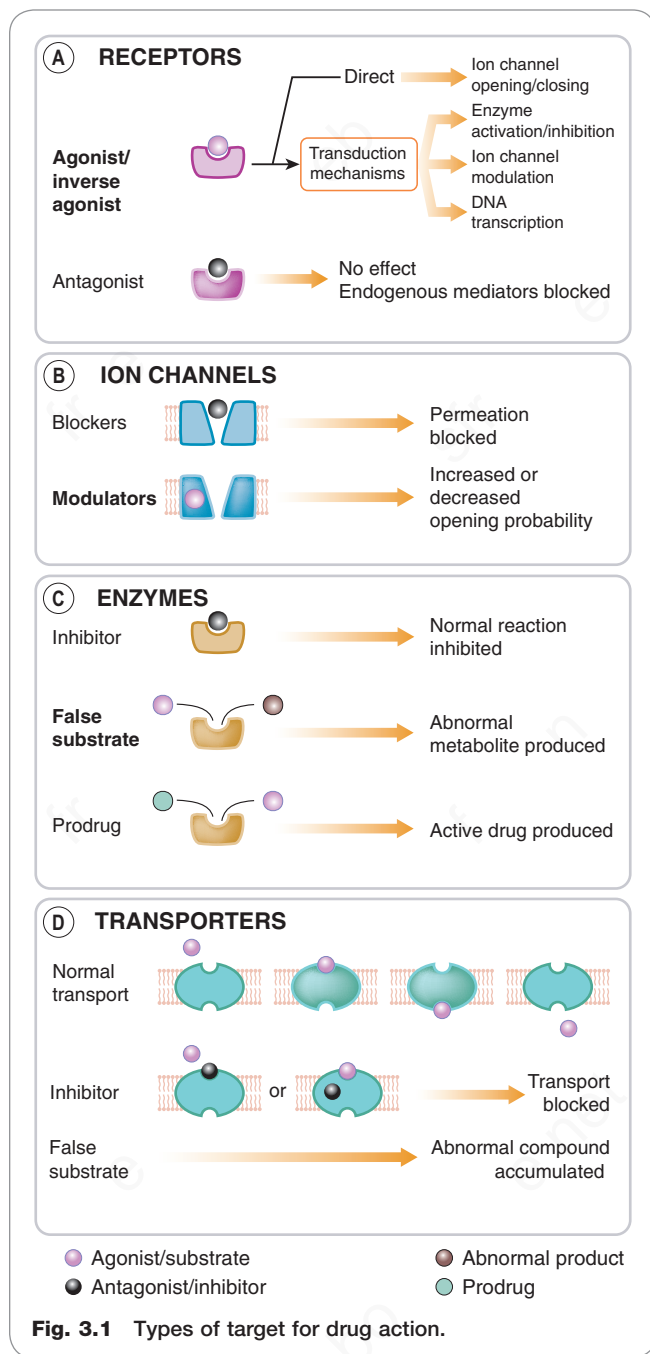 A RECEPTORS
Direct
Ion channel
opening/closing
Agonist/
inverse
agonist
Transduction
mechanisms
Enzyme
activation/inhibition
Ion channel
modulation
DNA
transcription
Antagonist
No effect
Endogenous mediators blocked
B ION CHANNELS
Blockers
Permeation
blocked
Modulators
Increased or
decreased
opening probability
C ENZYMES
Inhibitor
Normal reaction
inhibited
False
substrate
Abnormal
metabolite produced
Prodrug
Active drug produced
D TRANSPORTERS
Normal
transport
Inhibitor
or
Transport
blocked
False
substrate
Abnormal compound
accumulated
Agonist/substrate
Abnormal product
Antagonist/inhibitor
Prodrug
Fig. 3.1 Types of target for drug action.